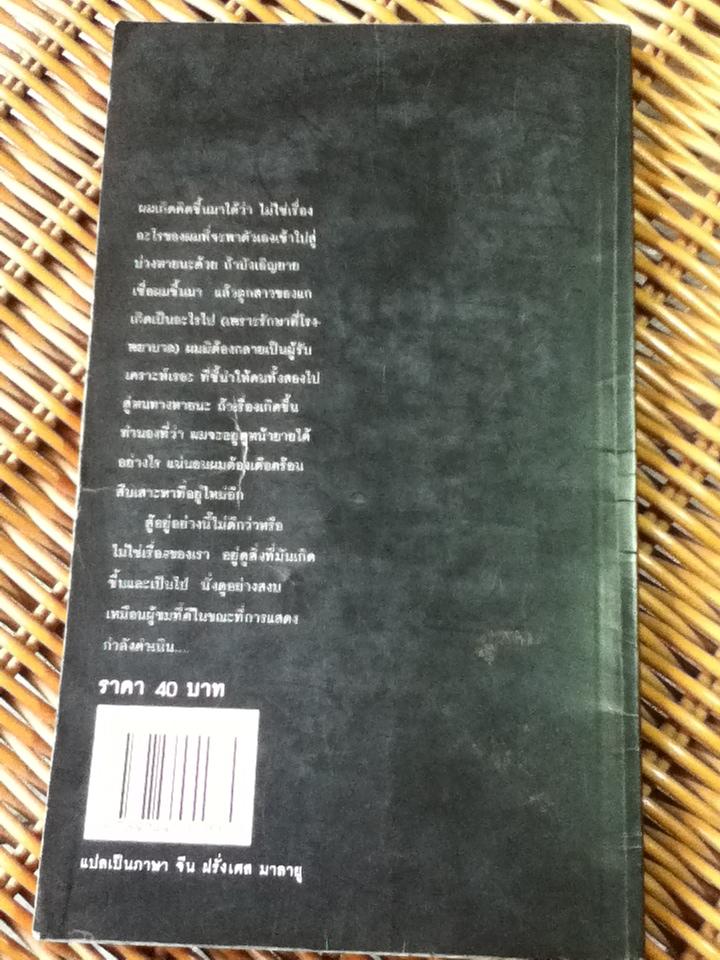 ผมเกิดคิดขึ้นมาได้ว่า ไม่ใช่เรื่อง
อะไรของผมที่จะพาตัวเองเข้าไปสู่
บ่วงหายนะด้วย ถ้าบังเอิญยาย
เชื่อผมขึ้นมา แล้วลูกสาวของแก
เกิดเป็นอะไรไป (เพราะรักษาที่โรง-
พยาบาล) ผมมิต้องกลายเป็นผู้รับ
เคราะห์เรอะ ที่ชี้นำให้คนทั้งสองไป
สู่หนทางหายนะ ถ้าเรื่องเกิดขึ้น
ทำนองที่ว่า ผมจะอยู่ดูหน้ายายได้
อย่างไร แน่นอนผมต้องเดือดร้อน
สืบเสาะหาที่อยู่ใหม่อีก
สู้อยู่อย่างนี้ไม่ดีกว่าหรือ
ไม่ใช่เรื่องของเรา อยู่ดูสิ่งที่มันเกิด
ขึ้นและเป็นไป นั่งดูอย่างสงบ
เหมือนผู้ชมที่ดีในขณะที่การแสดง
กำลังดำเนิน....
ราคา 40 บาท
แปลเป็นภาษา จีน ฝรั่งเศส มาลายู